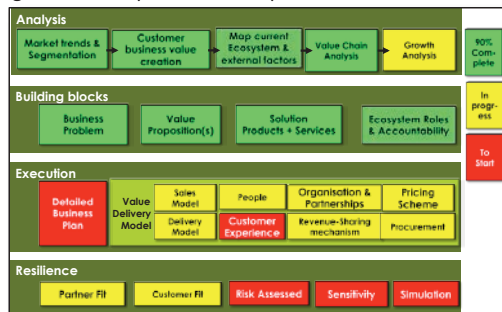 Analysis
Market trends &
Segmentation
Customer
business value
creation
Map current
Ecosystem &
external factors
Value Chain
Analysis
Growth
Analysis
90%
Com-
plete
Building blocks
Business
Problem
Value
Proposition(s)
Solution
Products + Services
Ecosystem Roles
& Accountability
In
progr-
ess
To
Start
Execution
Detailed
Business
Plan
Value
Delivery
Model
Sales
Model
People
Organisation &
Partnerships
Pricing
Scheme
Delivery
Model
Customer
Experience
Revenue-Sharing
mechanism
Procurement
Resilience
Partner Fit
Customer Fit
Risk Assessed
Sensitivity
Simulation